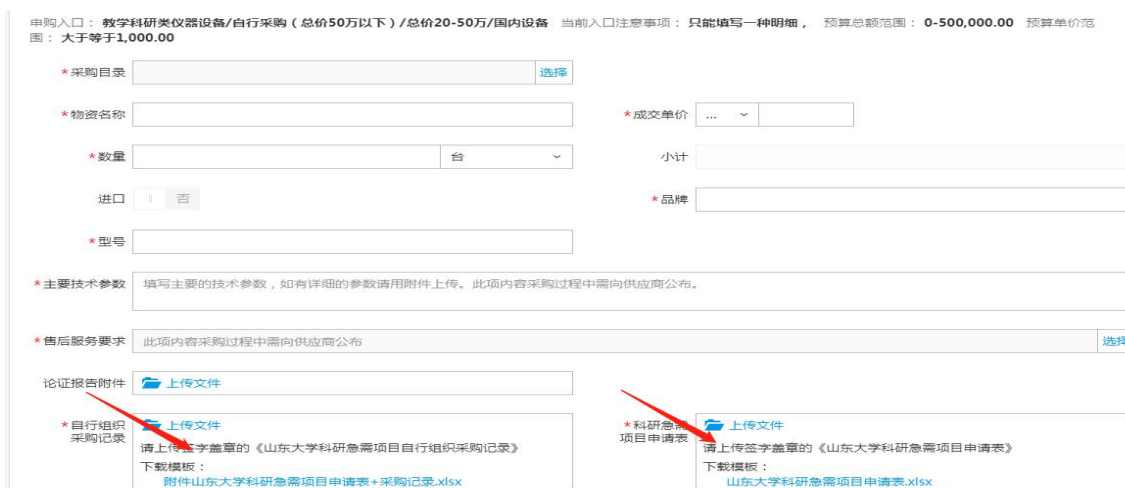 申购入口： 教学科研类仪器设备/自行采购（总价50万以下）/总价20-50万/国内设备 当前入口注意事项： 只能填写一种明细， 预算总额范围： 0-500,000.00 预算单价范
围： 大于等于1,000.00
*采购目录 选择
*物资名称 *成交单价 ...
*数量 台 小计
进口 否 *品牌
*型号
*主要技术参数 填写主要的技术参数，如有详细的参数请用附件上传。此项内容采购过程中需向供应商公布。
*售后服务要求 此项内容采购过程中需向供应商公布 选择
论证报告附件 上传文件
*自行组织 上传文件 *科研急需 上传文件
采购记录 请上传签字盖章的《山东大学科研急需项目自行组织采购记录》 项目申请表 请上传签字盖章的《山东大学科研急需项目申请表》
下载模板： 下载模板：
附件山东大学科研急需项目申请表+采购记录.xlsx 山东大学科研急需项目申请表.xlsx